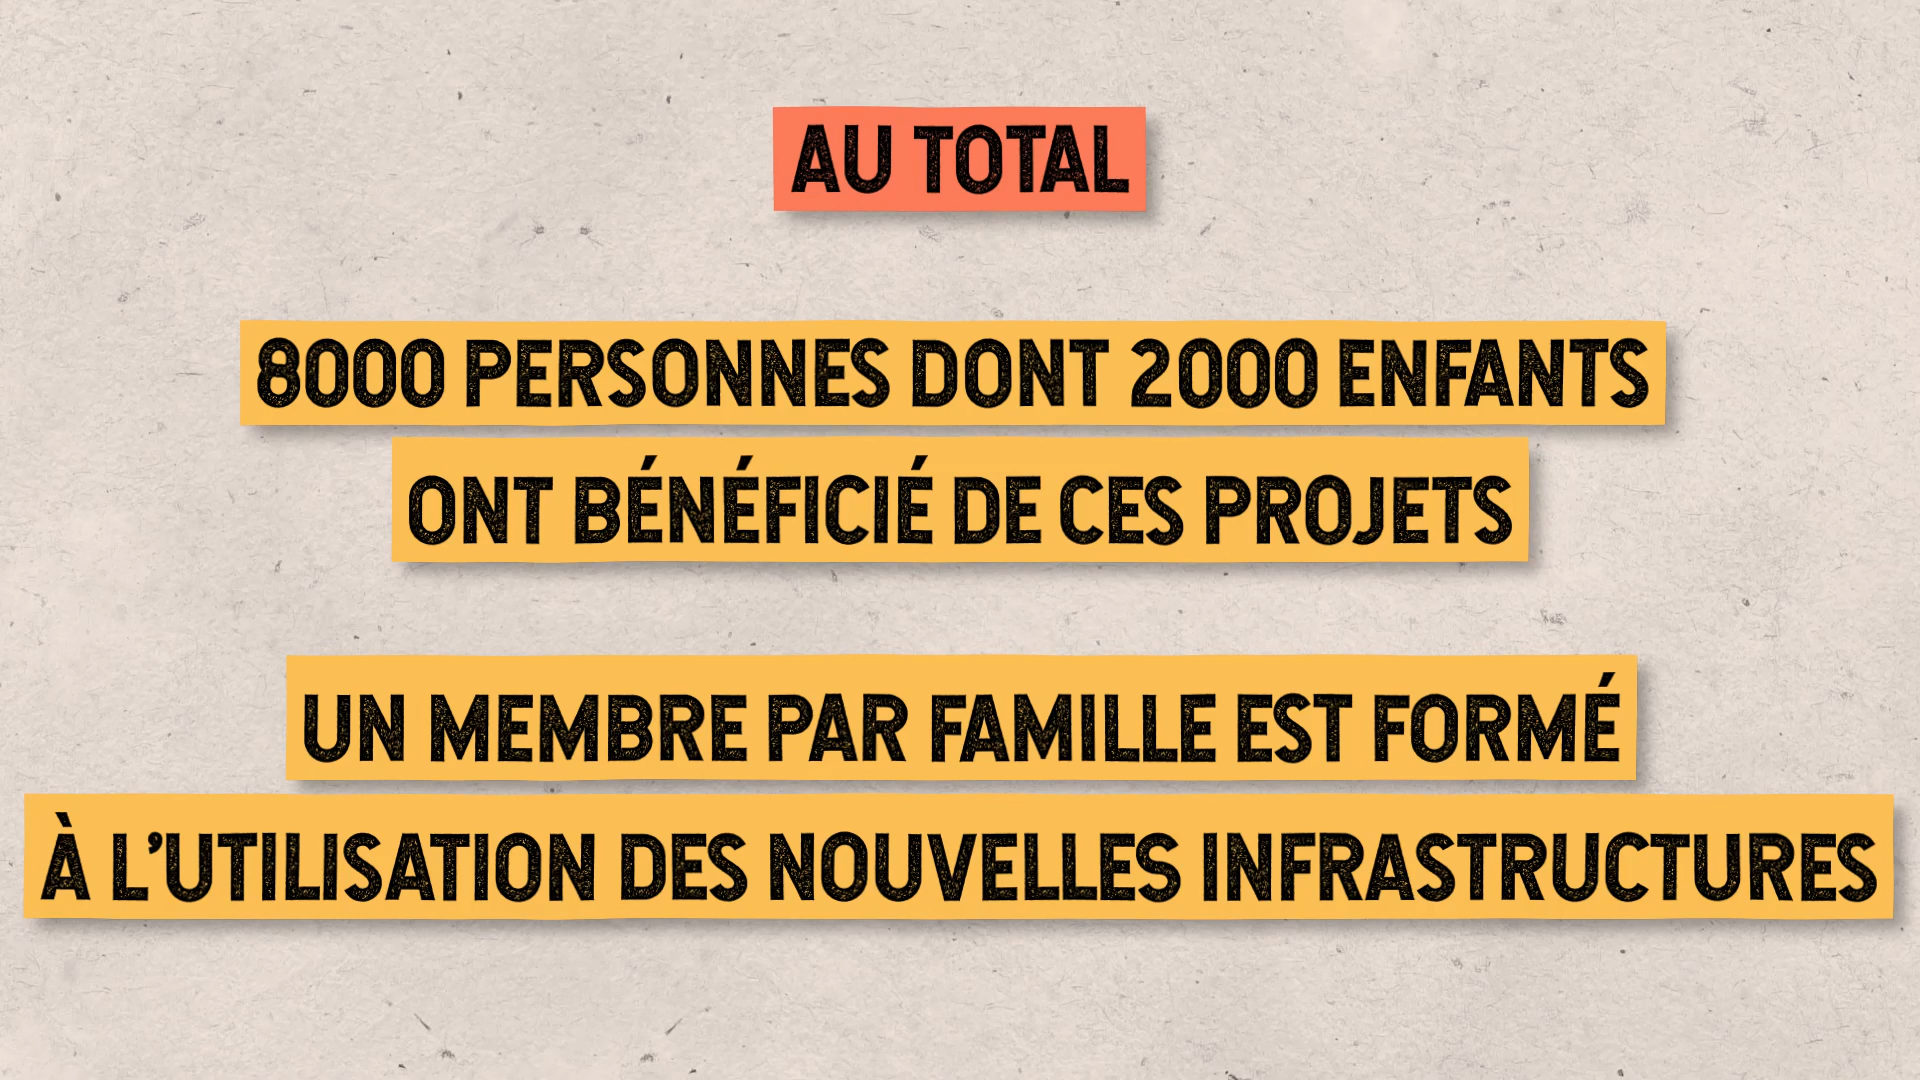 AU TOTAL
8000 PERSONNES DONT 2000 ENFANTS
ONT BÉNÉFICIÉ DE CES PROJETS
UN MEMBRE PAR FAMILLE EST FORMÉ
À L’UTILISATION DES NOUVELLES INFRASTRUCTURES